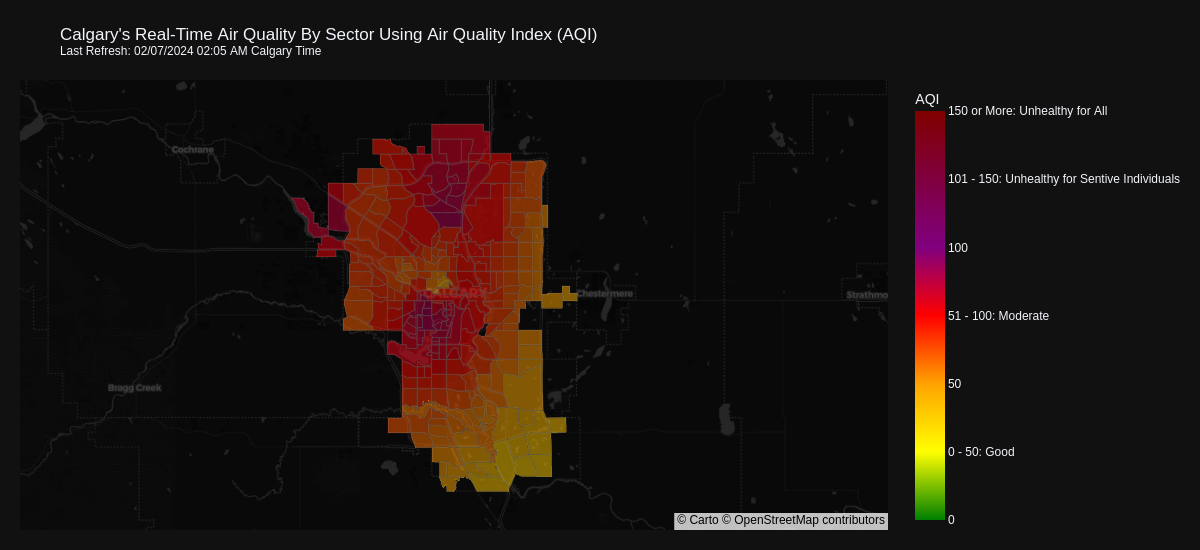 Calgary's Real-Time Air Quality By Sector Using Air Quality Index (AQI)
Last Refresh: 02/07/2024 02:05 AM Calgary Time
AQI
150 or More: Unhealthy for All
Cochrane
101 - 150: Unhealthy for Sentive Individuals
100
CALGARY
Chestermere
Strathmo
51 - 100: Moderate
50
Bragg Creek
0 - 50: Good
0
© Carto © OpenStreetMap contributors